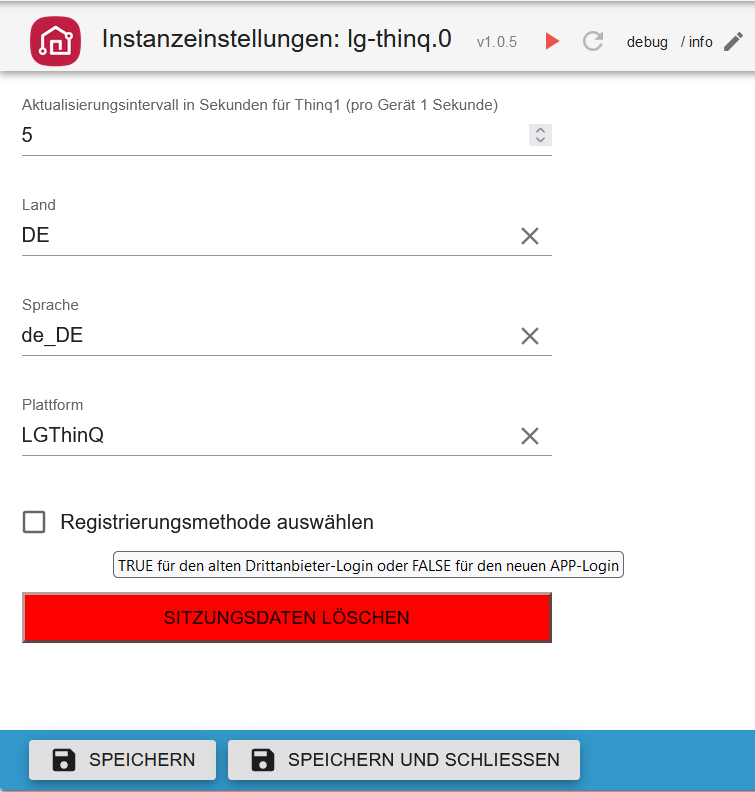 Instanzeinstellungen: lg-thinq.0 v1.0.5 debug / info
Aktualisierungsintervall in Sekunden für Thinq1 (pro Gerät 1 Sekunde)
5
Land
DE
Sprache
de_DE
Plattform
LGThinQ
Registrierungsmethode auswählen
TRUE für den alten Drittanbieter-Login oder FALSE für den neuen APP-Login
SITZUNGSDATEN LÖSCHEN
SPEICHERN SPEICHERN UND SCHLIESSEN